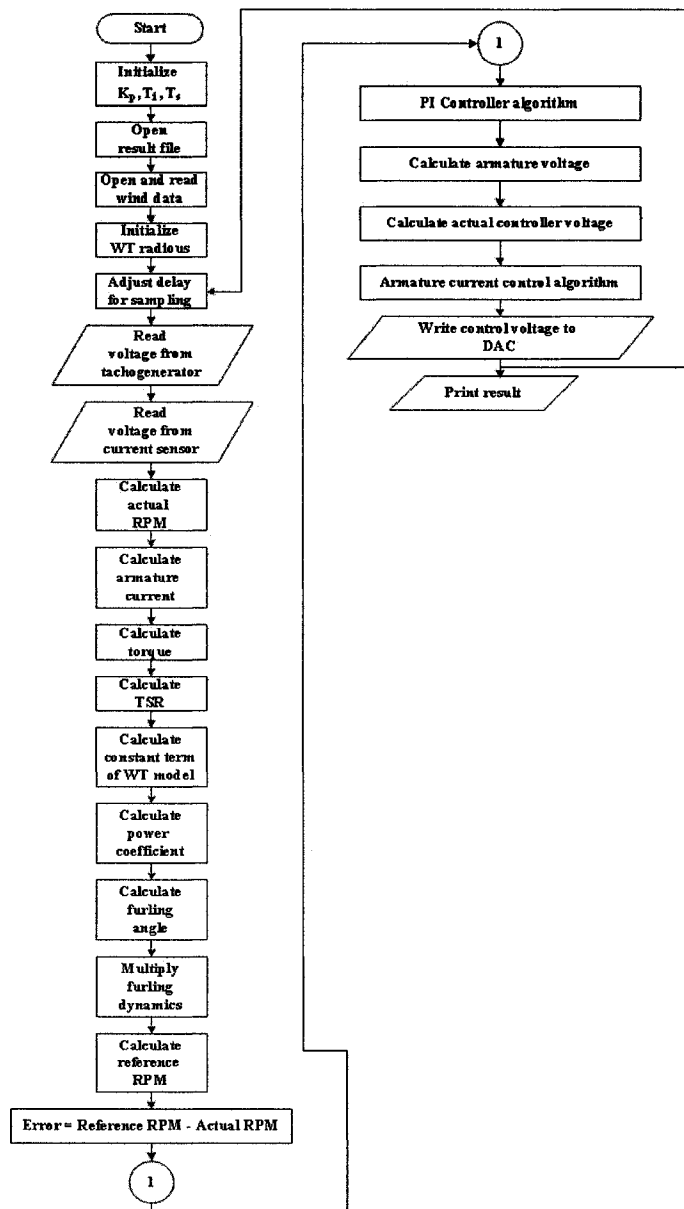 Start
Initialize
Kp, Ti, Ts
Open
result file
Open and read
wind data
Initialize
WT radious
Adjust delay
for sampling
Read
voltage from
tachogenerator
Read
voltage from
current sensor
Calculate
actual
RPM
Calculate
armature
current
Calculate
torque
Calculate
TSR
Calculate
constant term
of WT model
Calculate
power
coefficient
Calculate
furling
angle
Multiply
furling
dynamics
Calculate
reference
RPM
Error = Reference RPM - Actual RPM
1
1
PI Controller algorithm
Calculate armature voltage
Calculate actual controller voltage
Armature current control algorithm
Write control voltage to
DAC
Print result